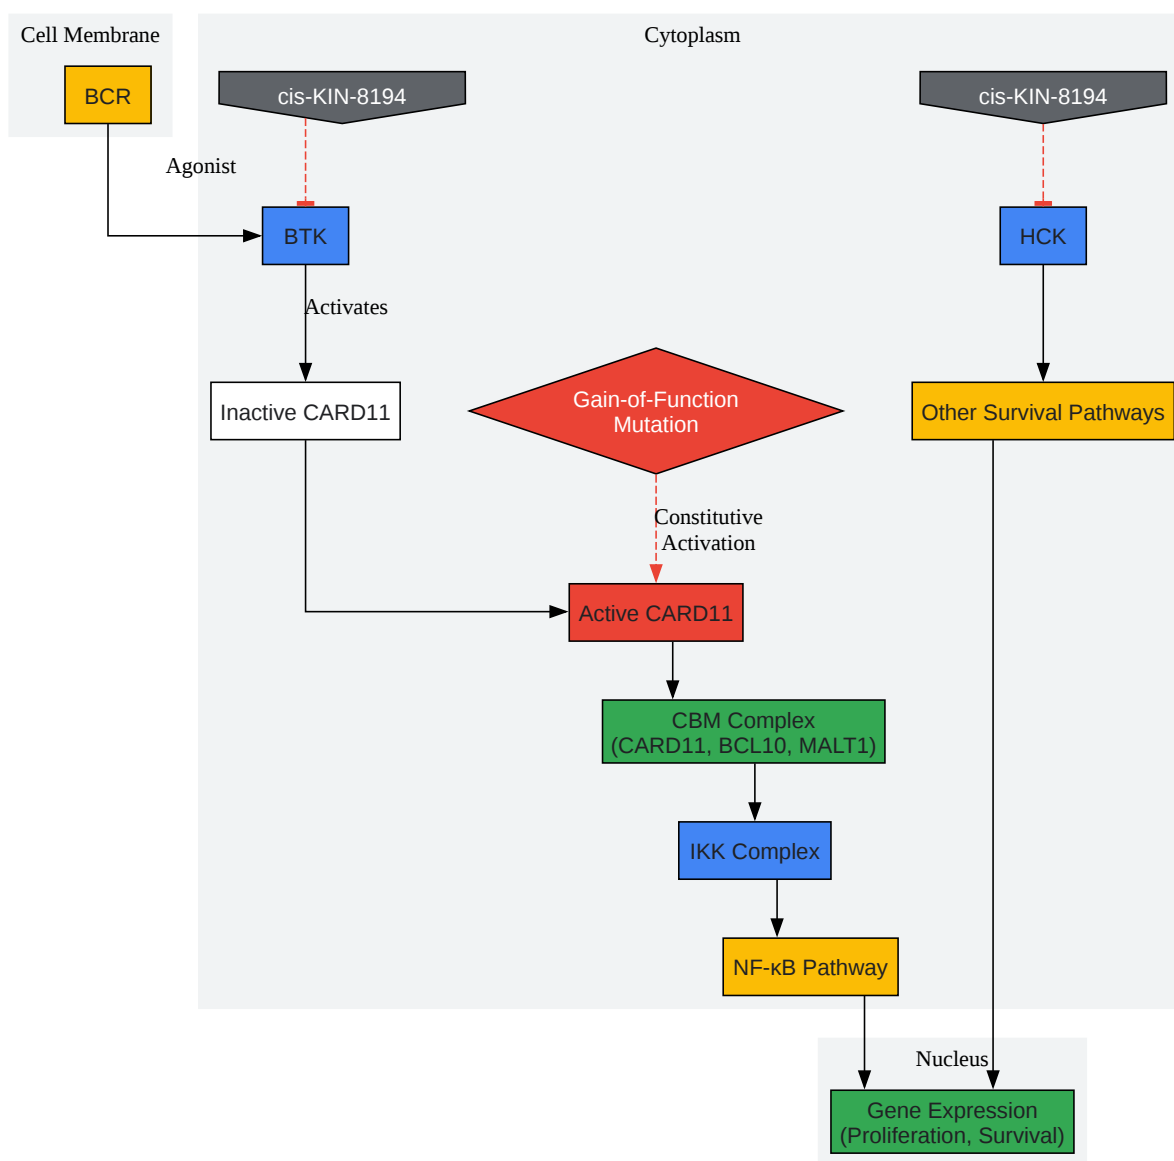 Cell Membrane
Cytoplasm
BCR
cis-KIN-8194
cis-KIN-8194
Agonist
BTK
HCK
Activates
Inactive CARD11
Gain-of-Function
Mutation
Other Survival Pathways
Constitutive
Activation
Active CARD11
CBM Complex
(CARD11, BCL10, MALT1)
IKK Complex
NF-κB Pathway
Nucleus
Gene Expression
(Proliferation, Survival)